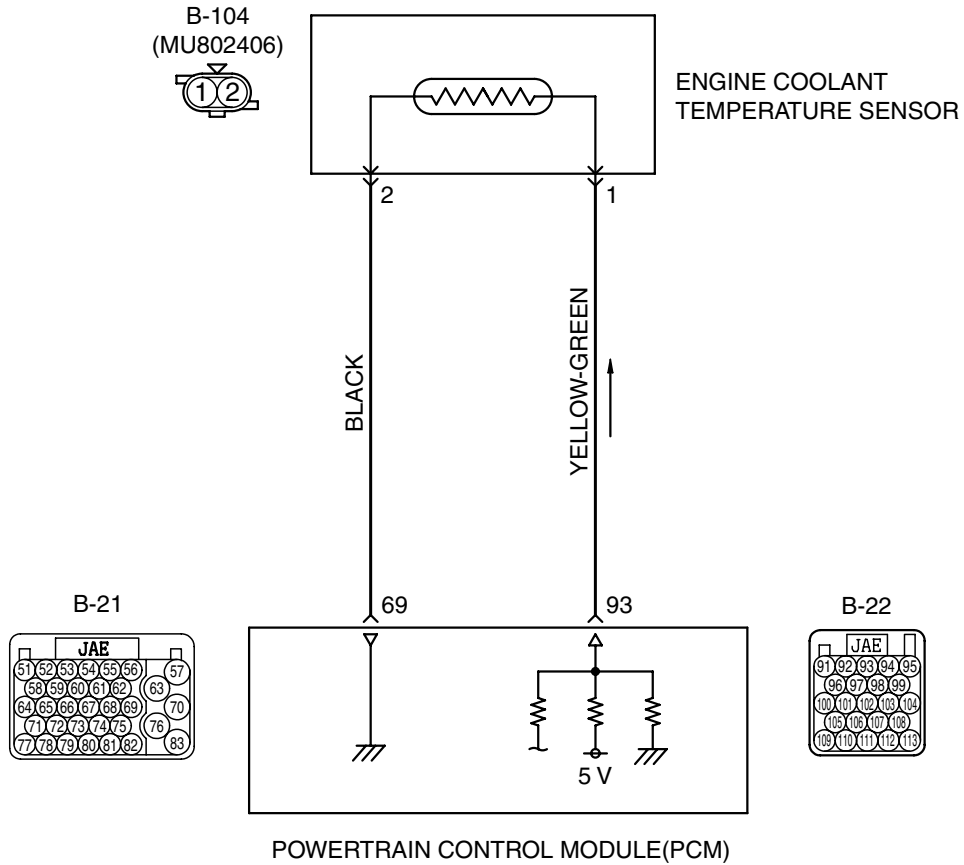 B-104
(MU802406)
1 2
ENGINE COOLANT
TEMPERATURE SENSOR
2
1
BLACK
YELLOW-GREEN
69
93
B-21
JAE
51 52 53 54 55 56 57
58 59 60 61 62 63
64 65 66 67 68 69 70
71 72 73 74 75 76
77 78 79 80 81 82 83
5 V
B-22
JAE
91 92 93 94 95
96 97 98 99
100 101 102 103 104
105 106 107 108
109 110 111 112 113
POWERTRAIN CONTROL MODULE(PCM)